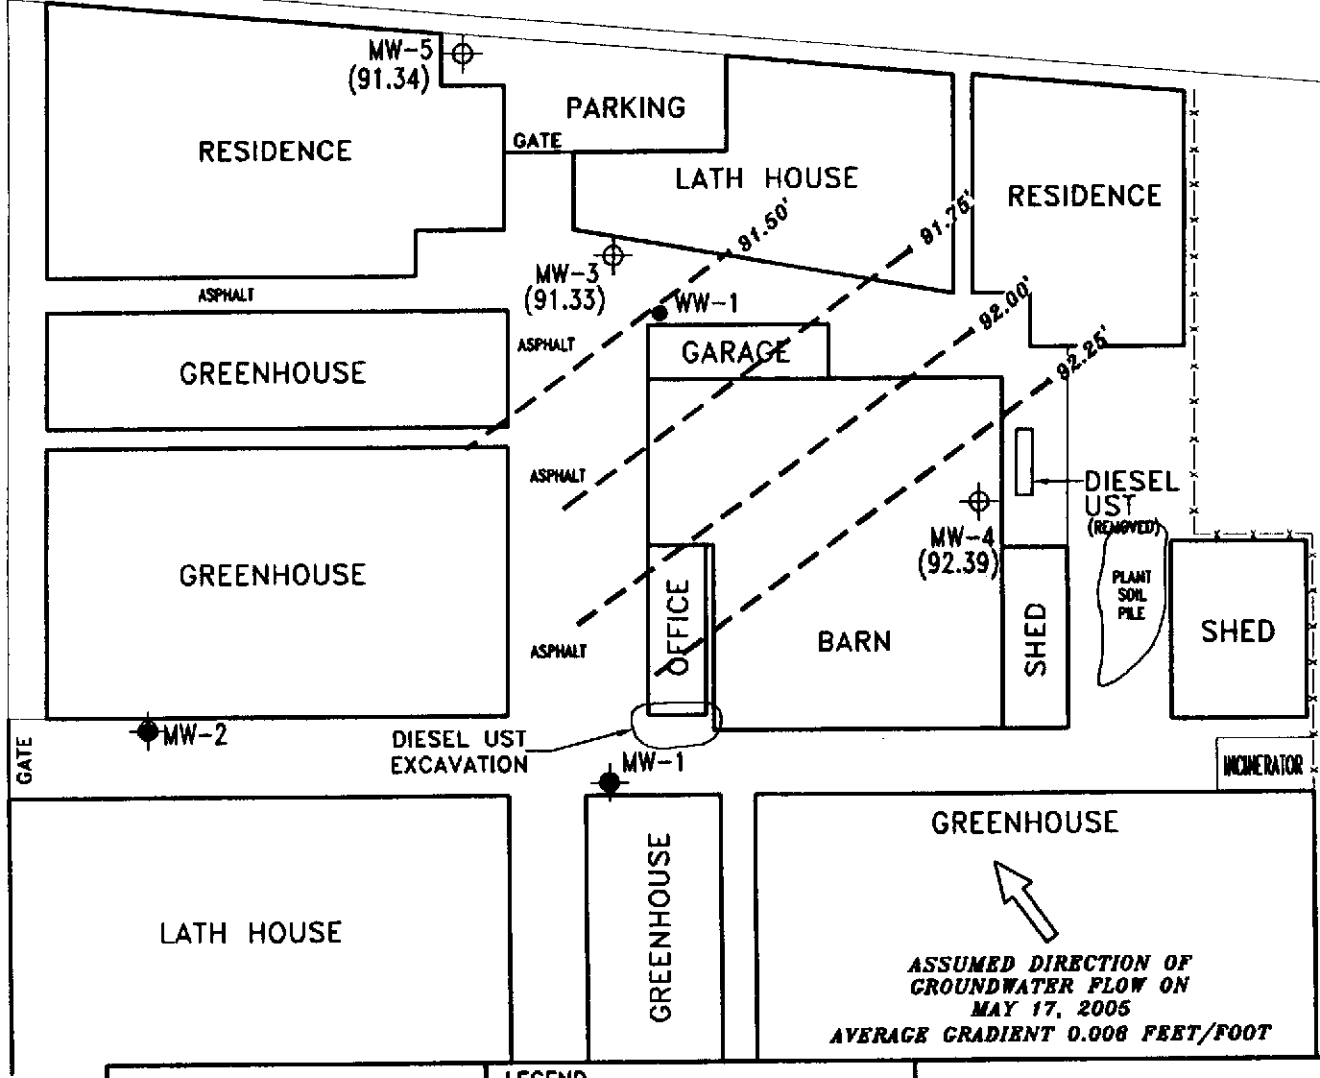 MW-5
(91.34)
PARKING
GATE
RESIDENCE
LATH HOUSE
RESIDENCE
91.50'
91.75'
MW-3
(91.33)
ASPHALT
WW-1
92.00'
ASPHALT
GARAGE
92.25'
GREENHOUSE
ASPHALT
DIESEL
UST
(REMOVED)
MW-4
(92.39)
GREENHOUSE
PLANT
SOIL
PILE
OFFICE
BARN
SHED
SHED
ASPHALT
MW-2
GATE
DIESEL UST
EXCAVATION
MW-1
INCINERATOR
GREENHOUSE
GREENHOUSE
LATH HOUSE
ASSUMED DIRECTION OF
GROUNDWATER FLOW ON
MAY 17, 2005
AVERAGE GRADIENT 0.006 FEET/FOOT
LEGEND